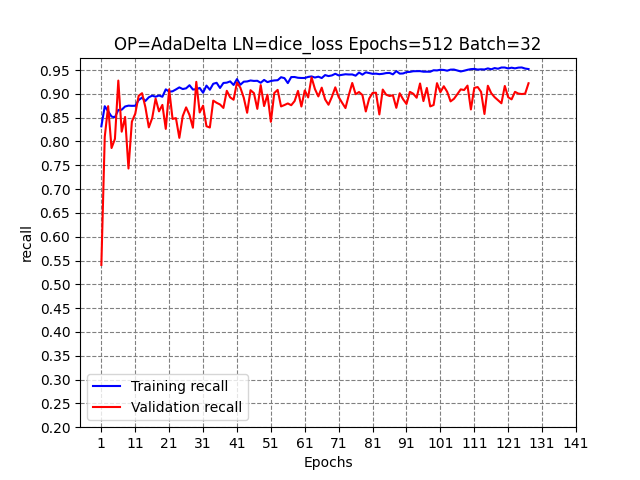 OP=AdaDelta LN=dice_loss Epochs=512 Batch=32
0.95
0.90
0.85
0.80
0.75
0.70
0.65
0.60
0.55
0.50
0.45
0.40
0.35
0.30
0.25
0.20
recall
Training recall
Validation recall
1 11 21 31 41 51 61 71 81 91 101 111 121 131 141
Epochs